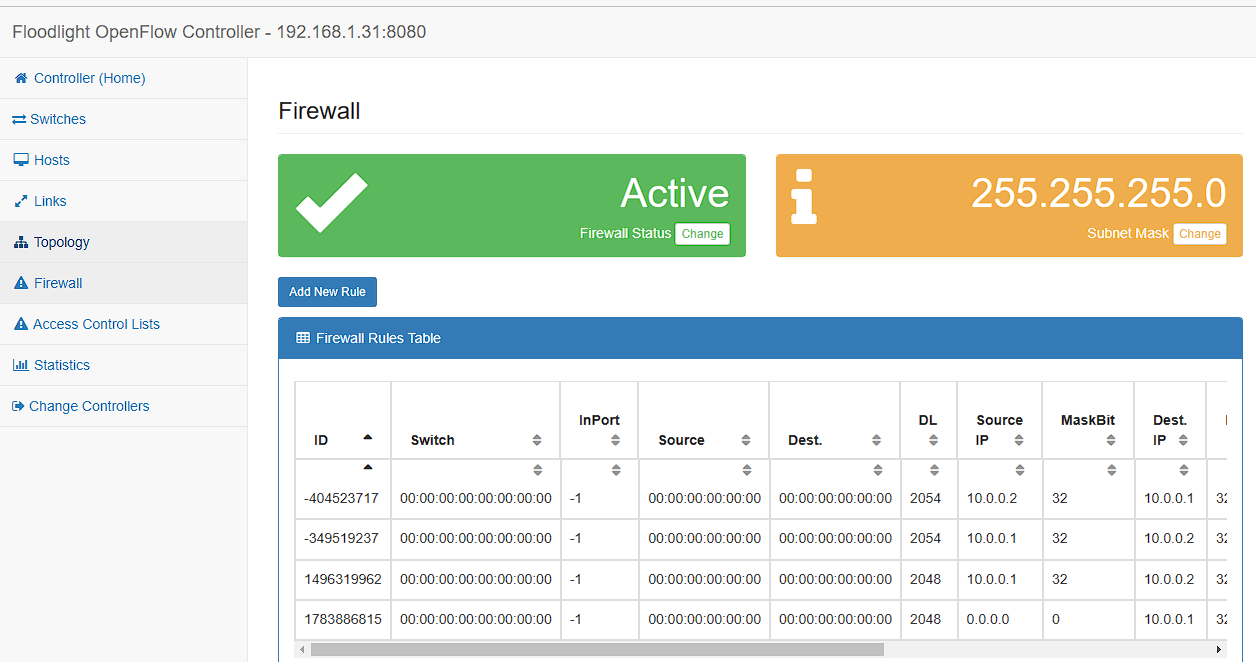 Floodlight OpenFlow Controller - 192.168.1.31:8080
Controller (Home)
Switches
Hosts
Links
Topology
Firewall
Access Control Lists
Statistics
Change Controllers
Firewall
Active
Firewall Status Change
255.255.255.0
Subnet Mask Change
Add New Rule
Firewall Rules Table
ID Switch InPort Source Dest. DL Source IP MaskBit Dest. IP
-404523717 00:00:00:00:00:00:00:00 -1 00:00:00:00:00:00 00:00:00:00:00:00 2054 10.0.0.2 32 10.0.0.1 32
-349519237 00:00:00:00:00:00:00:00 -1 00:00:00:00:00:00 00:00:00:00:00:00 2054 10.0.0.1 32 10.0.0.2 32
1496319962 00:00:00:00:00:00:00:00 -1 00:00:00:00:00:00 00:00:00:00:00:00 2048 10.0.0.1 32 10.0.0.2 32
1783886815 00:00:00:00:00:00:00:00 -1 00:00:00:00:00:00 00:00:00:00:00:00 2048 0.0.0.0 0 10.0.0.1 32